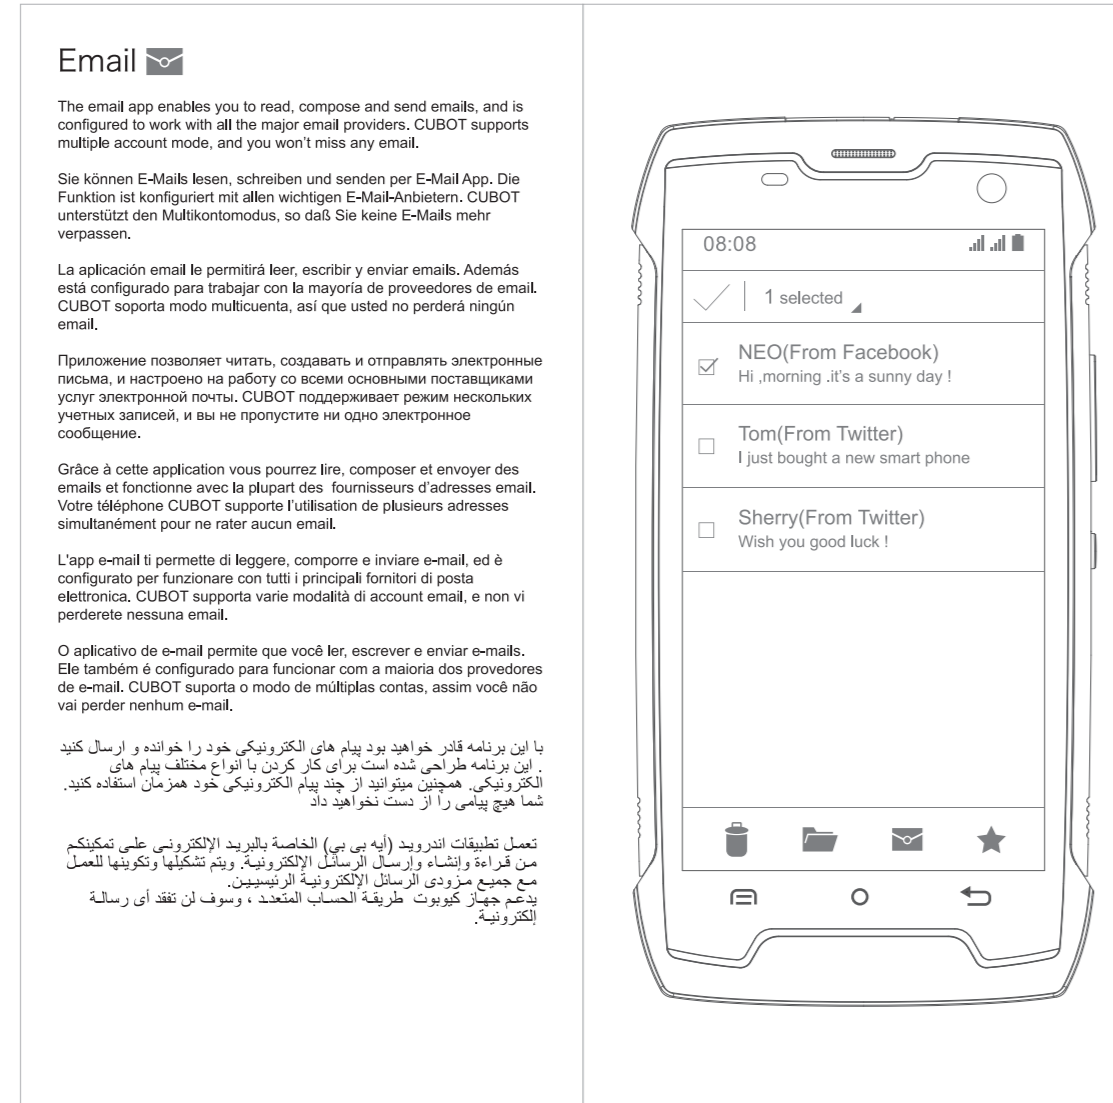 Email
The email app enables you to read, compose and send emails, and is
configured to work with all the major email providers. CUBOT supports
multiple account mode, and you won't miss any email.
Sie können E-Mails lesen, schreiben und senden per E-Mail App. Die
Funktion ist konfiguriert mit allen wichtigen E-Mail-Anbietern. CUBOT
unterstützt den Multikontomodus, so daß Sie keine E-Mails mehr
verpassen.
La aplicación email le permitirá leer, escribir y enviar emails. Además
está configurado para trabajar con la mayoría de proveedores de email.
CUBOT soporta modo multicuenta, así que usted no perderá ningún
email.
Приложение позволяет читать, создавать и отправлять электронные
письма, и настроено на работу со всеми основными поставщиками
услуг электронной почты. CUBOT поддерживает режим нескольких
учетных записей, и вы не пропустите ни одно электронное
сообщение.
Grâce à cette application vous pourrez lire, composer et envoyer des
emails et fonctionne avec la plupart des  fournisseurs d'adresses email.
Votre téléphone CUBOT supporte l'utilisation de plusieurs adresses
simultanément pour ne rater aucun email.
L'app e-mail ti permette di leggere, comporre e inviare e-mail, ed è
configurato per funzionare con tutti i principali fornitori di posta
elettronica. CUBOT supporta varie modalità di account email, e non vi
perderete nessuna email.
O aplicativo de e-mail permite que você ler, escrever e enviar e-mails.
Ele também é configurado para funcionar com a maioria dos provedores
de e-mail. CUBOT suporta o modo de múltiplas contas, assim você não
vai perder nenhum e-mail.
با این برنامه قادر خواهید بود پیام های الکترونیکی خود را خوانده و ارسال کنید
. این برنامه طراحی شده است برای کار کردن با انواع مختلف پیام های
الکترونیکی. همچنین میتوانید از چند پیام الکترونیکی خود همزمان استفاده کنید.
شما هیچ پیامی را از دست نخواهید داد
تعمل تطبيقات اندرويد (أيه بى بي) الخاصة بالبريد الإلكترونى على تمكينكم
من قراءة وإنشاء وإرسال الرسائل الإلكترونية. ويتم تشكيلها وتكوينها للعمل
مع جميع مزودى الرسائل الإلكترونية الرئيسيين.
يدعم جهاز كيوبوت  طريقة الحساب المتعدد ، وسوف لن تفقد أى رسالة
إلكترونية.
08:08
1 selected
NEO(From Facebook)
Hi ,morning .it's a sunny day !
Tom(From Twitter)
I just bought a new smart phone
Sherry(From Twitter)
Wish you good luck !